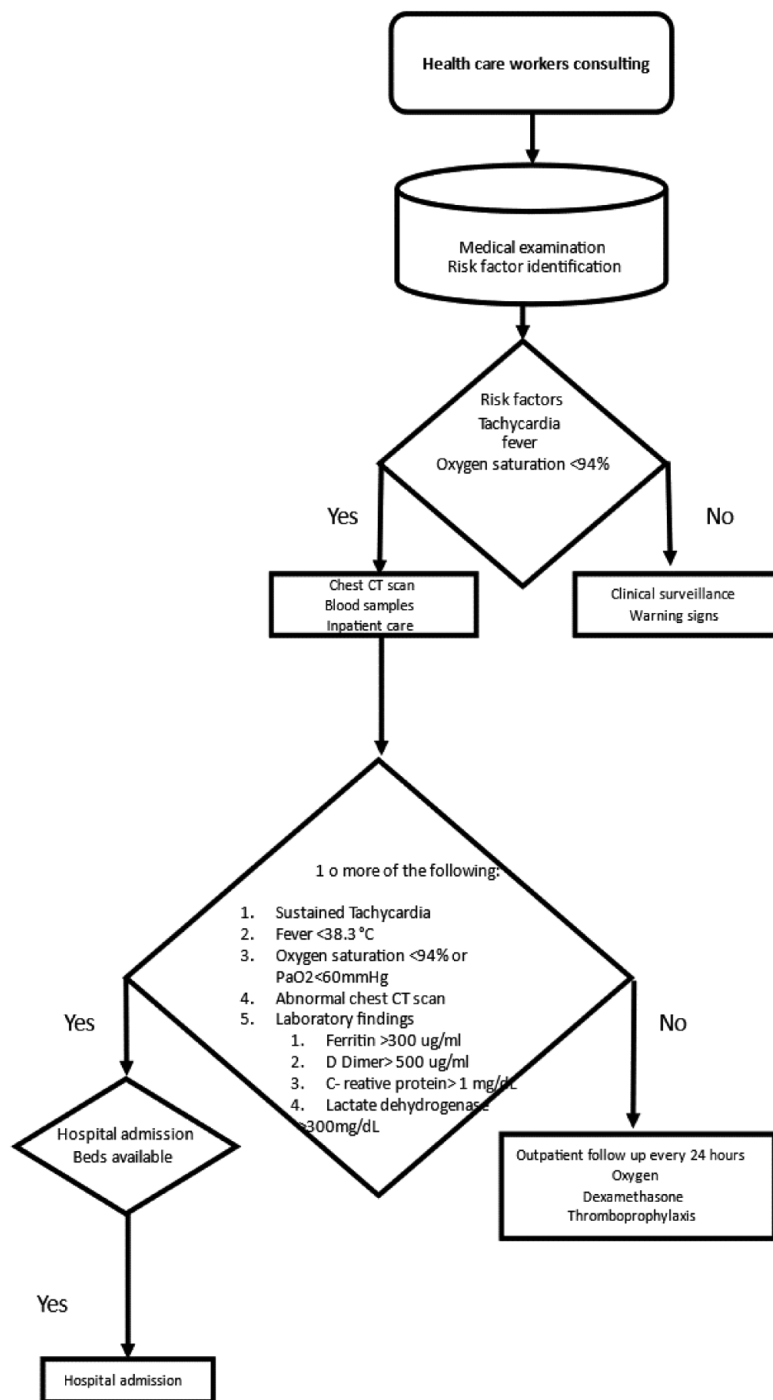 Health care workers consulting
Medical examination
Risk factor identification
Risk factors
Tachycardia
fever
Oxygen saturation <94%
Yes
No
Chest CT scan
Blood samples
Inpatient care
Clinical surveillance
Warning signs
1 o more of the following:
1. Sustained Tachycardia
2. Fever <38.3 °C
3. Oxygen saturation <94% or
PaO2<60mmHg
4. Abnormal chest CT scan
5. Laboratory findings
1. Ferritin >300 ug/ml
2. D Dimer> 500 ug/ml
3. C- reative protein> 1 mg/dL
4. Lactate dehydrogenase
>300mg/dL
Yes
No
Hospital admission
Beds available
Outpatient follow up every 24 hours
Oxygen
Dexamethasone
Thromboprophylaxis
Yes
Hospital admission